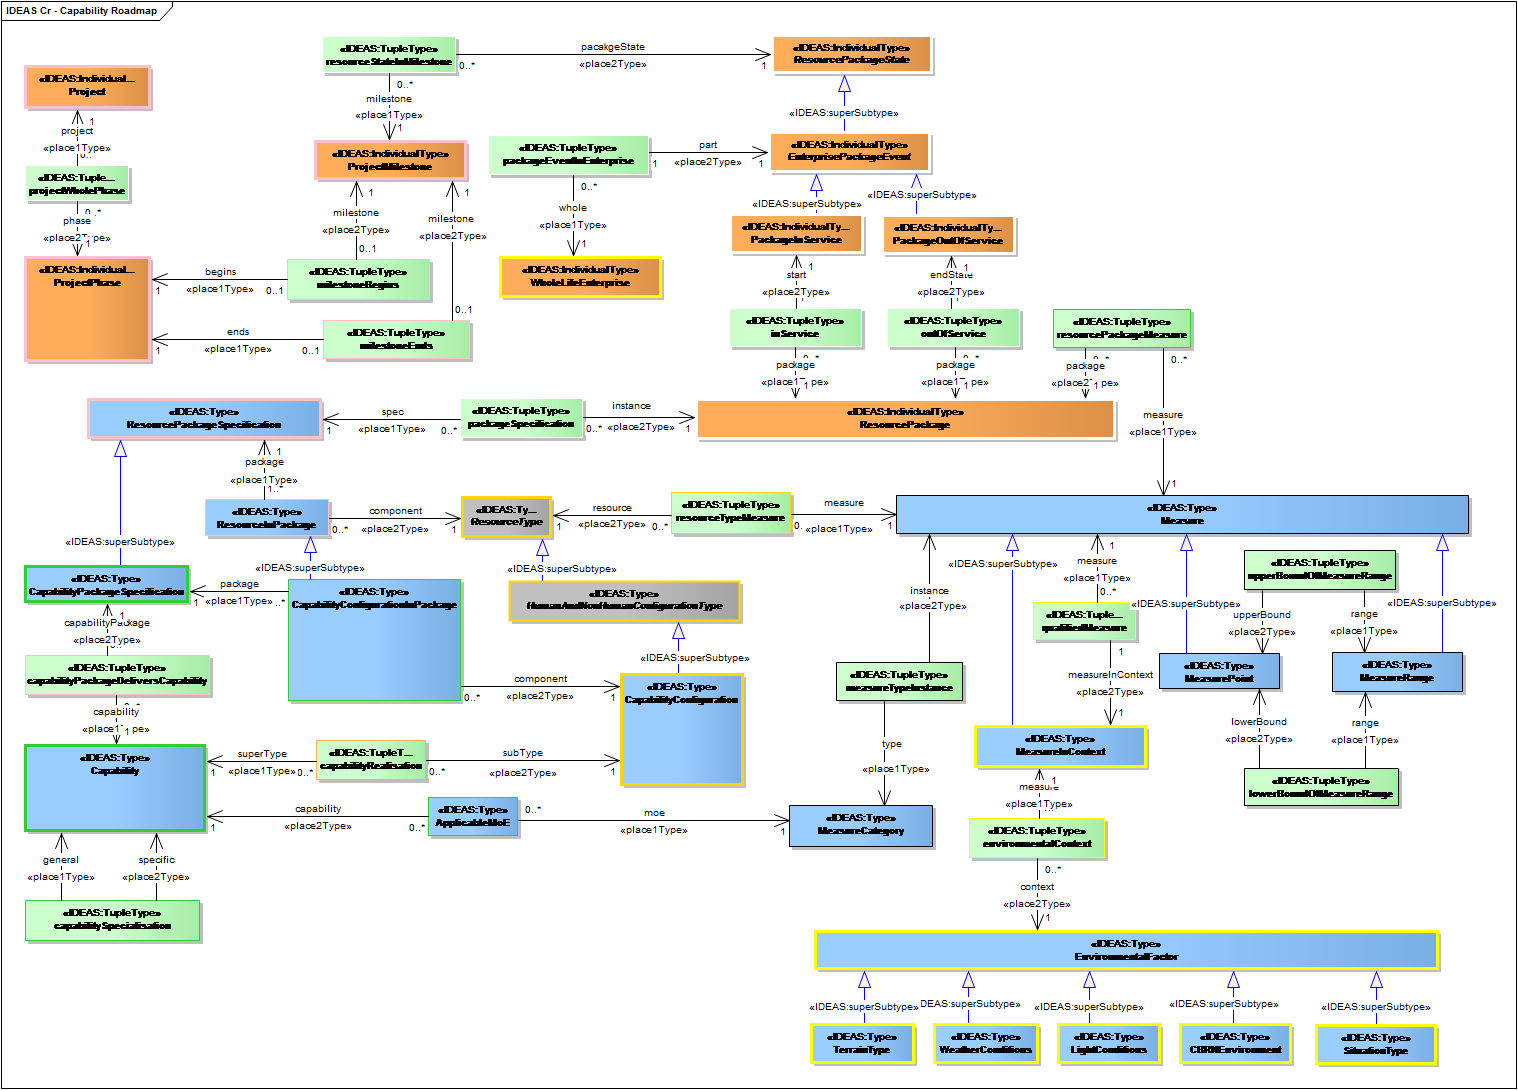 IDEAS Cr - Capability Roadmap
«IDEAS:TupleType»
resourceStateInMilestone
0..*
pacakgeState
«place2Type»
1
«IDEAS:IndividualType»
ResourcePackageState
«IDEAS:Individual...
Project
0..*
milestone
«place1Type»
1
«IDEAS:superSubtype»
1
project
«place1Type»
0..
«IDEAS:IndividualType»
ProjectMilestone
«IDEAS:TupleType»
packageEventInEnterprise
1
part
«place2Type»
1
«IDEAS:IndividualType»
EnterprisePackageEvent
«IDEAS:Tuple...
projectWholePhase
0..*
phase
«place2Type»
1
1
milestone
«place2Type»
0..1
1
milestone
«place2Type»
0..1
0..*
whole
«place1Type»
1
«IDEAS:superSubtype»
«IDEAS:superSubtype»
«IDEAS:IndividualTy...
PackageInService
«IDEAS:IndividualTy...
PackageOutOfService
«IDEAS:Individual...
ProjectPhase
begins
«place1Type»
1
0..1
«IDEAS:TupleType»
milestoneBegins
«IDEAS:IndividualType»
WholeLifeEnterprise
1
start
«place2Type»
1
endState
«place2Type»
ends
«place1Type»
1
0..1
«IDEAS:TupleType»
milestoneEnds
«IDEAS:TupleType»
inService
«IDEAS:TupleType»
outOfService
«IDEAS:TupleType»
resourcePackageMeasure
0..*
package
«place1Type»
1
0..*
package
«place1Type»
1
0..*
package
«place2Type»
1
0..*
measure
«place1Type»
1
«IDEAS:Type»
ResourcePackageSpecification
spec
«place1Type»
1
0..*
«IDEAS:TupleType»
packageSpecification
instance
0..*
«place2Type»
1
«IDEAS:IndividualType»
ResourcePackage
1
package
«place1Type»
1..*
«IDEAS:Type»
ResourceInPackage
component
0..*
«place2Type»
1
«IDEAS:Ty...
ResourceType
resource
1
«place2Type»
0..*
«IDEAS:TupleType»
resourceTypeMeasure
measure
0..
«place1Type»
1
«IDEAS:Type»
Measure
«IDEAS:superSubtype»
«IDEAS:superSubtype»
«IDEAS:superSubtype»
«IDEAS:superSubtype»
1
measure
«place1Type»
0..*
«IDEAS:superSubtype»
«IDEAS:superSubtype»
«IDEAS:TupleType»
upperBoundOfMeasureRange
«IDEAS:Type»
CapabilityPackageSpecification
package
1
«place1Type»
..*
«IDEAS:Type»
CapabilityConfigurationInPackage
«IDEAS:Type»
HumanAndNonHumanConfigurationType
instance
«place2Type»
«IDEAS:Tuple...
qualifiedMeasure
upperBound
«place2Type»
range
«place1Type»
1
capabilityPackage
«place2Type»
0..
«IDEAS:superSubtype»
1
measureInContext
«place2Type»
1
«IDEAS:TupleType»
capabilityPackageDeliversCapability
component
0..*
«place2Type»
1
«IDEAS:Type»
CapabilityConfiguration
«IDEAS:TupleType»
measureTypeInstance
«IDEAS:Type»
MeasurePoint
«IDEAS:Type»
MeasureRange
0..*
capability
«place1Type»
1
lowerBound
«place2Type»
range
«place1Type»
«IDEAS:Type»
Capability
superType
1
«place1Type»
0..*
«IDEAS:TupleT...
capabilityRealisation
subType
0..*
«place2Type»
1
type
«place1Type»
«IDEAS:Type»
MeasureInContext
«IDEAS:TupleType»
lowerBoundOfMeasureRange
capability
1
«place2Type»
0..*
«IDEAS:Type»
ApplicableMoE
0..*
moe
«place1Type»
1
«IDEAS:Type»
MeasureCategory
1
measure
«place1Type»
«IDEAS:TupleType»
environmentalContext
general
«place1Type»
specific
«place2Type»
0..*
context
«place2Type»
1
«IDEAS:TupleType»
capabilitySpecialisation
«IDEAS:Type»
EnvironmentalFactor
«IDEAS:superSubtype»
IDEAS:superSubtype»
«IDEAS:superSubtype»
«IDEAS:superSubtype»
«IDEAS:superSubtype»
«IDEAS:Type»
TerrainType
«IDEAS:Type»
WeatherConditions
«IDEAS:Type»
LightConditions
«IDEAS:Type»
CBRNEnvironment
«IDEAS:Type»
SituationType